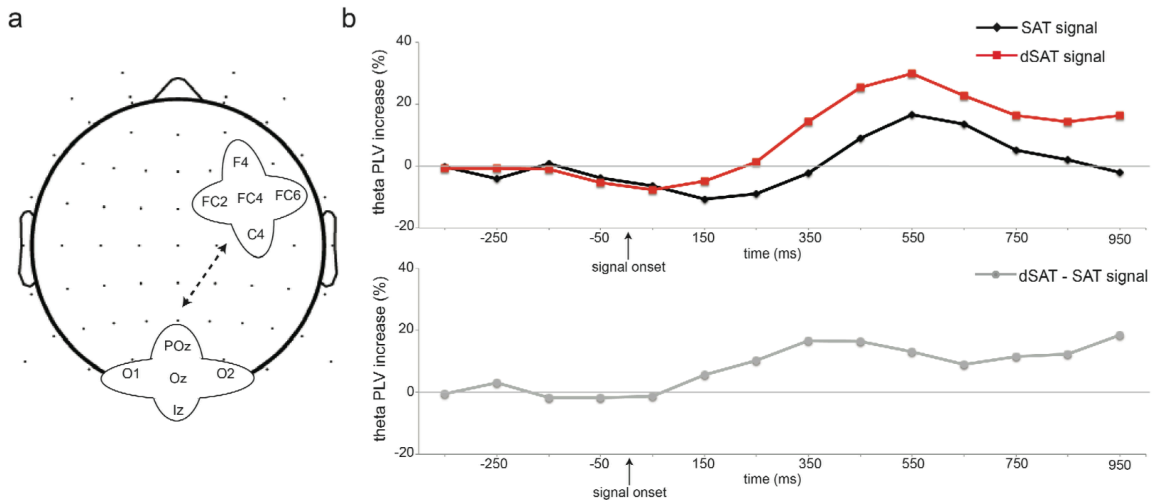 a
F4
FC2 FC4 FC6
C4
POz
O1 Oz O2
Iz
b
SAT signal
dSAT signal
theta PLV increase (%)
40
20
0
-20
-250 -50 150 350 550 750 950
signal onset
time (ms)
dSAT - SAT signal
theta PLV increase (%)
40
20
0
-20
-250 -50 150 350 550 750 950
signal onset
time (ms)